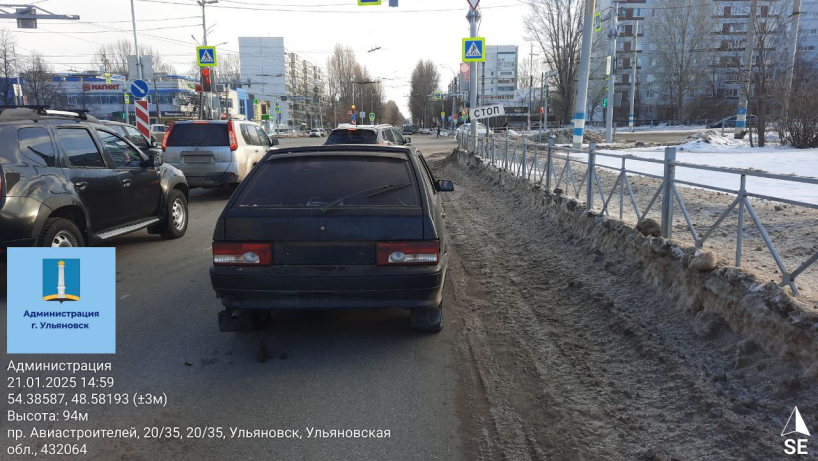 МАГНИТ
СТОП
Администрация
г. Ульяновск
Администрация
21.01.2025 14:59
54.38587, 48.58193 (±3м)
Высота: 94м
пр. Авиастроителей, 20/35, 20/35, Ульяновск, Ульяновская
обл., 432064
SE